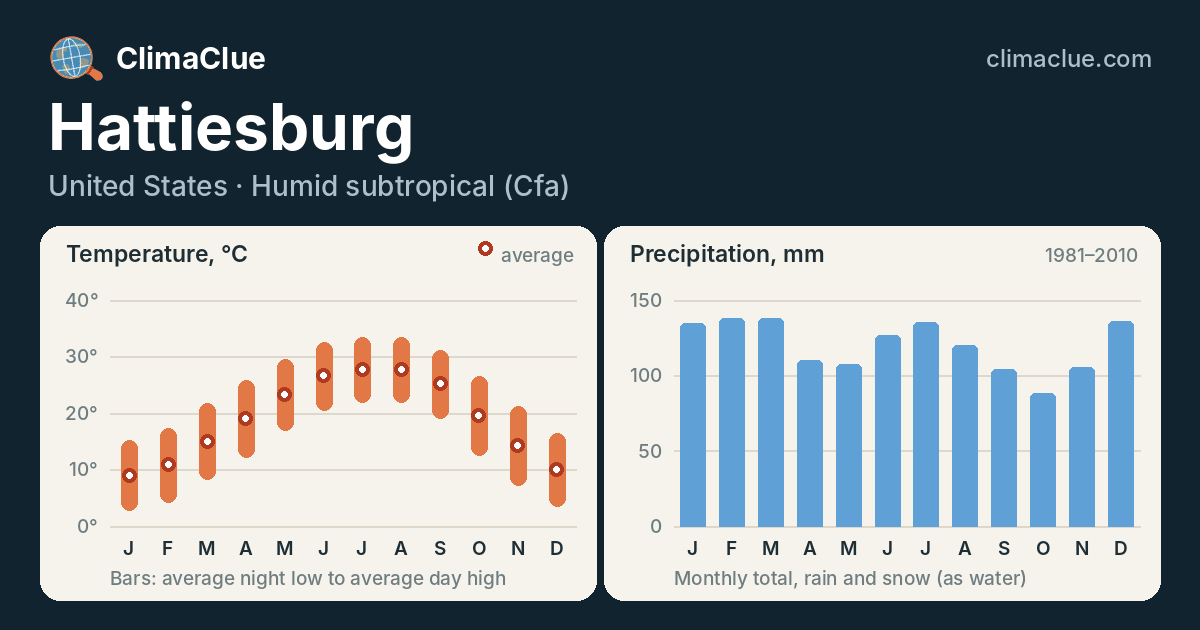 ClimaClue
climaclue.com
Hattiesburg
United States · Humid subtropical (Cfa)
Temperature, °C
average
40°
30°
20°
10°
0°
J F M A M J J A S O N D
Bars: average night low to average day high
Precipitation, mm
1981–2010
150
100
50
0
J F M A M J J A S O N D
Monthly total, rain and snow (as water)